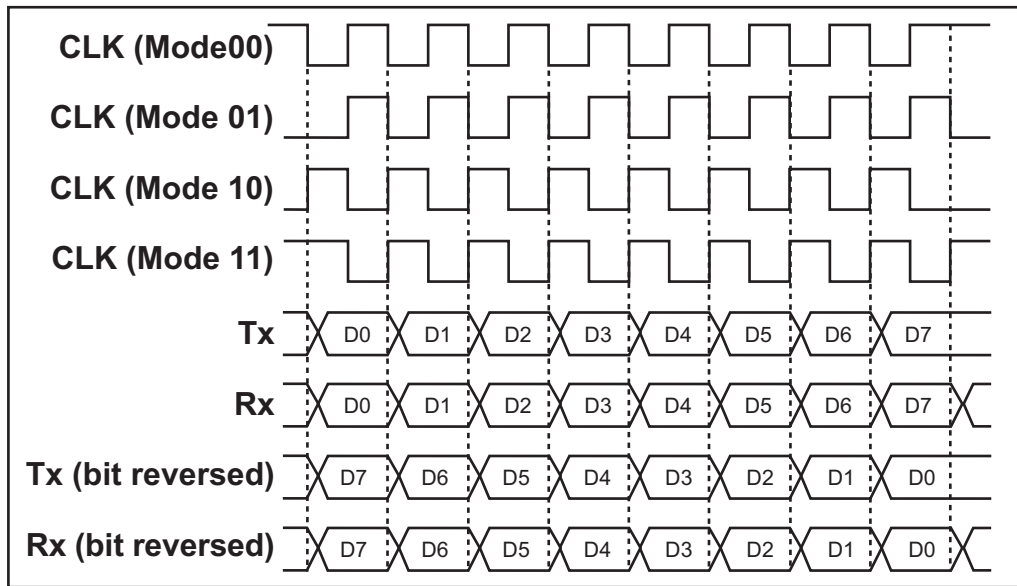 CLK (Mode00)
CLK (Mode 01)
CLK (Mode 10)
CLK (Mode 11)
Tx D0 D1 D2 D3 D4 D5 D6 D7
Rx D0 D1 D2 D3 D4 D5 D6 D7
Tx (bit reversed) D7 D6 D5 D4 D3 D2 D1 D0
Rx (bit reversed) D7 D6 D5 D4 D3 D2 D1 D0